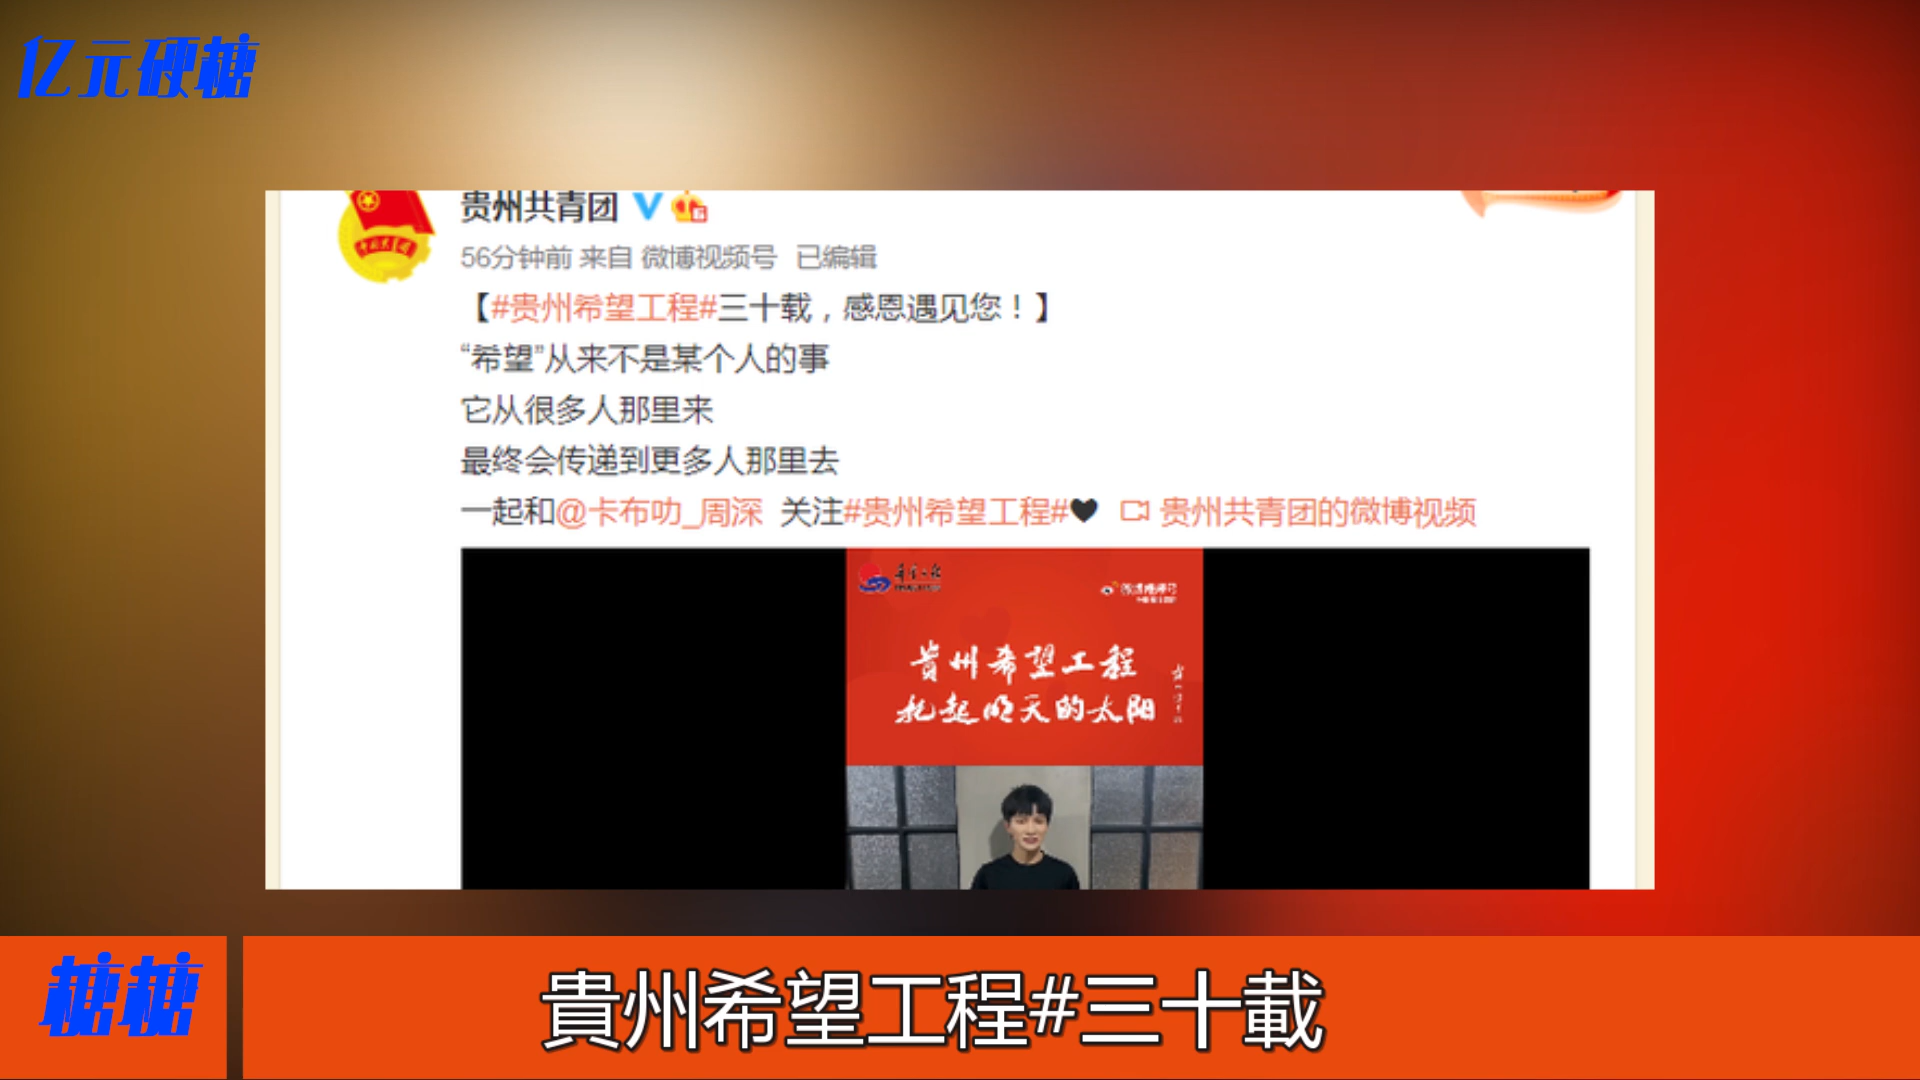 亿元硬糖
贵州共青团
56分钟前 来自 微博视频号 已编辑
【#贵州希望工程#三十载，感恩遇见您！】
“希望”从来不是某个人的事
它从很多人那里来
最终会传递到更多人那里去
一起和@卡布叻_周深 关注#贵州希望工程#🖤 贵州共青团的微博视频
希望工程
贵州希望工程
托起明天的太阳
糖糖
貴州希望工程#三十載